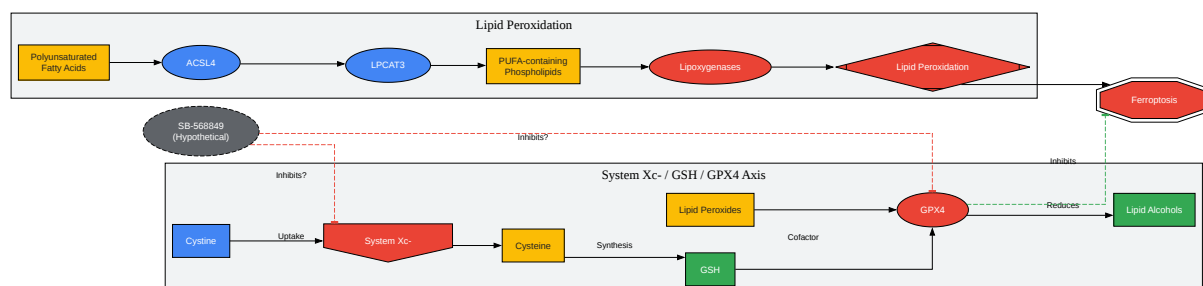 Lipid Peroxidation
Polyunsaturated
Fatty Acids
ACSL4
LPCAT3
PUFA-containing
Phospholipids
Lipoxygenases
Lipid Peroxidation
Ferroptosis
SB-568849
(Hypothetical)
Inhibits?
Inhibits?
Inhibits
System Xc- / GSH / GPX4 Axis
Lipid Peroxides
GPX4
Reduces
Lipid Alcohols
Cystine
Uptake
System Xc-
Cysteine
Synthesis
Cofactor
GSH